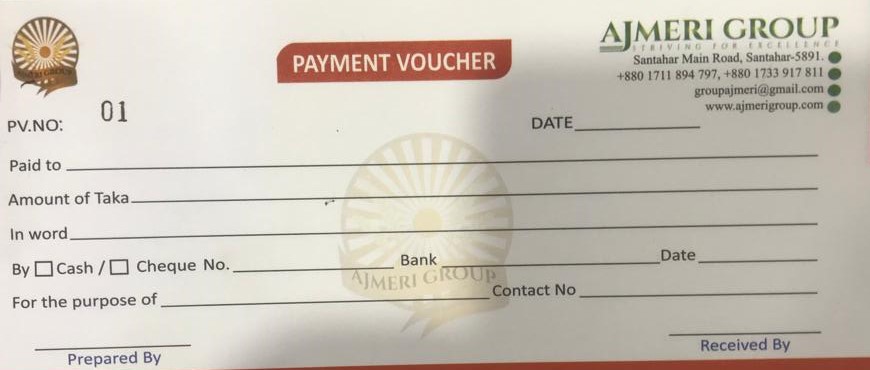 AJMERI GROUP
AJMERI GROUP
STRIVING FOR EXCELLENCE
PAYMENT VOUCHER
Santahar Main Road, Santahar-5891.
+880 1711 894 797, +880 1733 917 811
groupajmeri@gmail.com
www.ajmerigroup.com
PV.NO: 01
DATE
Paid to
Amount of Taka
In word
By Cash / Cheque No. Bank Date
AJMERI GROUP
For the purpose of Contact No
Prepared By Received By